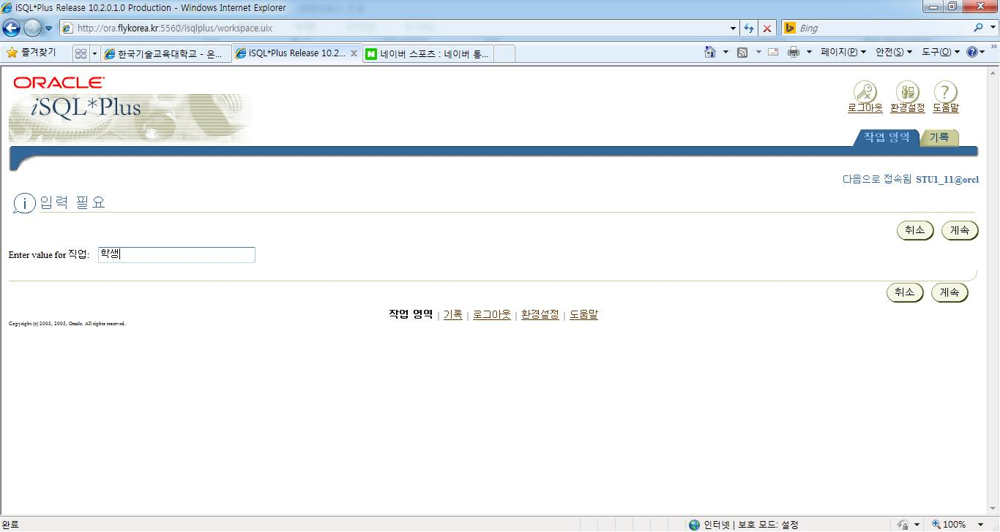 iSQL*Plus Release 10.2.0.1.0 Production - Windows Internet Explorer
http://ora.flykorea.kr:5560/isqlplus/workspace.uix
Bing
즐겨찾기
한국기술교육대학교 - 온...
iSQL*Plus Release 10.2...
네이버 스포츠 : 네이버 통...
페이지(P)
안전(S)
도구(O)
ORACLE
iSQL*Plus
로그아웃 환경설정 도움말
작업 영역 기록
다음으로 접속됨 STU1_11@orcl
입력 필요
취소 계속
Enter value for 직업: 학생
취소 계속
작업 영역 | 기록 | 로그아웃 | 환경설정 | 도움말
Copyright (c) 2003, 2005, Oracle. All rights reserved.
완료
인터넷 | 보호 모드: 설정
100%